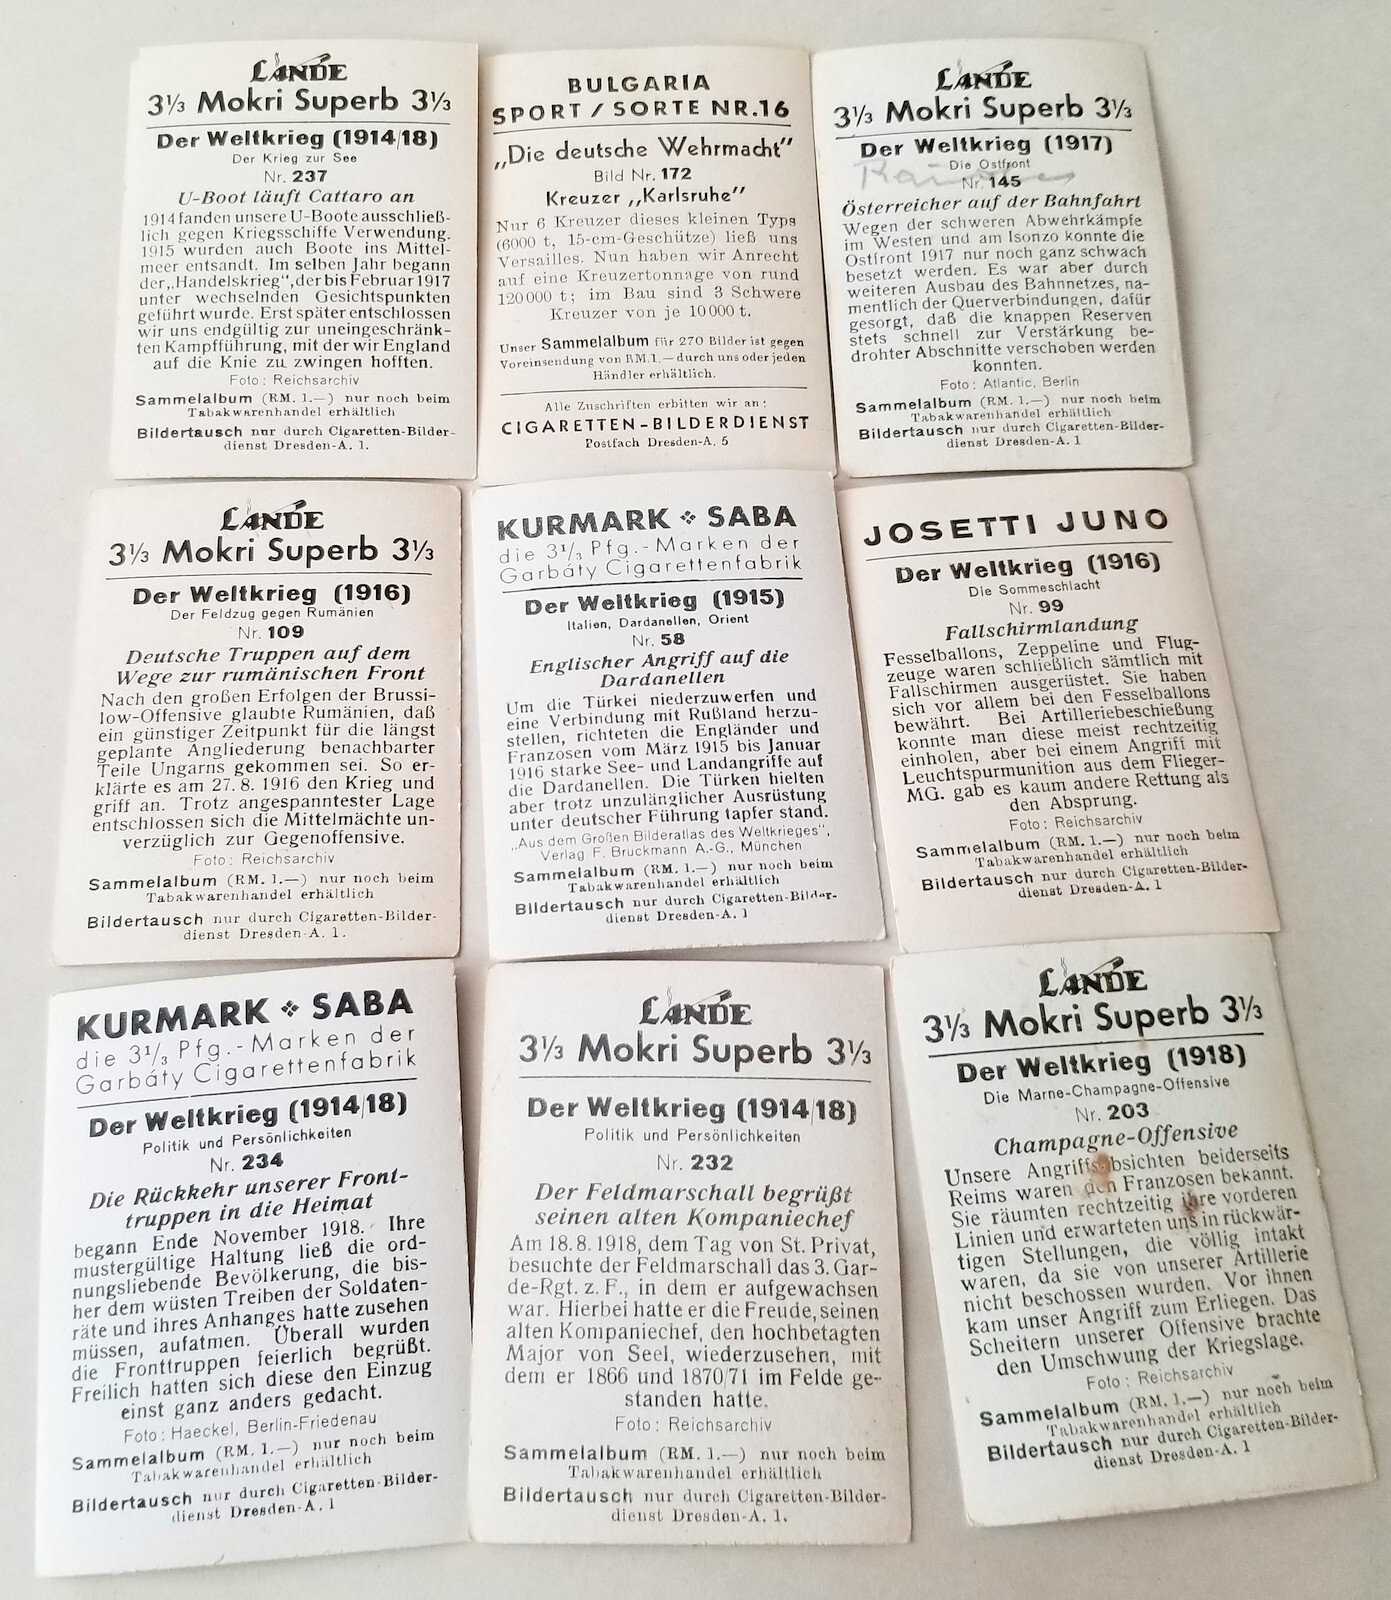 LANDE
3⅓ Mokri Superb 3⅓
Der Weltkrieg (1914/18)
Der Krieg zur See
Nr. 237
U-Boot läuft Cattaro an
1914 fanden unsere U-Boote ausschließ-
lich gegen Kriegsschiffe Verwendung.
1915 wurden auch Boote ins Mittel-
meer entsandt. Im selben Jahr begann
der „Handelskrieg", der bis Februar 1917
unter wechselnden Gesichtspunkten
geführt wurde. Erst später entschlossen
wir uns endgültig zur uneingeschränk-
ten Kampfführung, mit der wir England
auf die Knie zu zwingen hofften.
Foto: Reichsarchiv
Sammelalbum (RM. 1.—) nur noch beim
Tabakwarenhandel erhältlich
Bildertausch nur durch Cigaretten-Bilder-
dienst Dresden-A. 1.
BULGARIA
SPORT / SORTE NR. 16
„Die deutsche Wehrmacht"
Bild Nr. 172
Kreuzer „Karlsruhe"
Nur 6 Kreuzer dieses kleinen Typs
(6000 t, 15-cm-Geschütze) ließ uns
Versailles. Nun haben wir Anrecht
auf eine Kreuzertonnage von rund
120 000 t; im Bau sind 3 Schwere
Kreuzer von je 10 000 t.
Unser Sammelalbum für 270 Bilder ist gegen
Voreinsendung von RM. 1.— durch uns oder jeden
Händler erhältlich.
Alle Zuschriften erbitten wir an:
CIGARETTEN-BILDERDIENST
Postfach Dresden-A. 5
LANDE
3⅓ Mokri Superb 3⅓
Der Weltkrieg (1917)
Die Ostfront
Nr. 145
Österreicher auf der Bahnfahrt
Wegen der schweren Abwehrkämpfe
im Westen und am Isonzo konnte die
Ostfront 1917 nur noch ganz schwach
besetzt werden. Es war aber durch
weiteren Ausbau des Bahnnetzes, na-
mentlich der Querverbindungen, dafür
gesorgt, daß die knappen Reserven
stets schnell zur Verstärkung be-
drohter Abschnitte verschoben werden
konnten.
Foto: Atlantic, Berlin
Sammelalbum (RM. 1.—) nur noch beim
Tabakwarenhandel erhältlich
Bildertausch nur durch Cigaretten-Bilder-
dienst Dresden-A. 1
LANDE
3⅓ Mokri Superb 3⅓
Der Weltkrieg (1916)
Der Feldzug gegen Rumänien
Nr. 109
Deutsche Truppen auf dem
Wege zur rumänischen Front
Nach den großen Erfolgen der Brussi-
low-Offensive glaubte Rumänien, daß
ein günstiger Zeitpunkt für die längst
geplante Angliederung benachbarter
Teile Ungarns gekommen sei. So er-
klärte es am 27. 8. 1916 den Krieg und
griff an. Trotz angespanntester Lage
entschlossen sich die Mittelmächte un-
verzüglich zur Gegenoffensive.
Foto: Reichsarchiv
Sammelalbum (RM. 1.—) nur noch beim
Tabakwarenhandel erhältlich
Bildertausch nur durch Cigaretten-Bilder-
dienst Dresden-A. 1.
KURMARK ❖ SABA
die 3⅓ Pfg.-Marken der
Garbáty Cigarettenfabrik
Der Weltkrieg (1915)
Italien, Dardanellen, Orient
Nr. 58
Englischer Angriff auf die
Dardanellen
Um die Türkei niederzuwerfen und
eine Verbindung mit Rußland herzu-
stellen, richteten die Engländer und
Franzosen vom März 1915 bis Januar
1916 starke See- und Landangriffe auf
die Dardanellen. Die Türken hielten
aber trotz unzulänglicher Ausrüstung
unter deutscher Führung tapfer stand.
„Aus dem Großen Bilderatlas des Weltkrieges",
Verlag F. Bruckmann A.-G., München
Sammelalbum (RM. 1.—) nur noch beim
Tabakwarenhandel erhältlich
Bildertausch nur durch Cigaretten-Bilder-
dienst Dresden-A. 1
JOSETTI JUNO
Der Weltkrieg (1916)
Die Sommeschlacht
Nr. 99
Fallschirmlandung
Fesselballons, Zeppeline und Flug-
zeuge waren schließlich sämtlich mit
Fallschirmen ausgerüstet. Sie haben
sich vor allem bei den Fesselballons
bewährt. Bei Artilleriebeschießung
konnte man diese meist rechtzeitig
einholen, aber bei einem Angriff mit
Leuchtspurmunition aus dem Flieger-
MG. gab es kaum andere Rettung als
den Absprung.
Foto: Reichsarchiv
Sammelalbum (RM. 1.—) nur noch beim
Tabakwarenhandel erhältlich
Bildertausch nur durch Cigaretten-Bilder-
dienst Dresden-A. 1
KURMARK ❖ SABA
die 3⅓ Pfg.-Marken der
Garbáty Cigarettenfabrik
Der Weltkrieg (1914/18)
Politik und Persönlichkeiten
Nr. 234
Die Rückkehr unserer Front-
truppen in die Heimat
begann Ende November 1918. Ihre
mustergültige Haltung ließ die ord-
nungsliebende Bevölkerung, die bis-
her dem wüsten Treiben der Soldaten-
räte und ihres Anhanges hatte zusehen
müssen, aufatmen. Überall wurden
die Fronttruppen feierlich begrüßt.
Freilich hatten sich diese den Einzug
einst ganz anders gedacht.
Foto: Haeckel, Berlin-Friedenau
Sammelalbum (RM. 1.—) nur noch beim
Tabakwarenhandel erhältlich
Bildertausch nur durch Cigaretten-Bilder-
dienst Dresden-A. 1
LANDE
3⅓ Mokri Superb 3⅓
Der Weltkrieg (1914/18)
Politik und Persönlichkeiten
Nr. 232
Der Feldmarschall begrüßt
seinen alten Kompaniechef
Am 18. 8. 1918, dem Tag von St. Privat,
besuchte der Feldmarschall das 3. Gar-
de-Rgt. z. F., in dem er aufgewachsen
war. Hierbei hatte er die Freude, seinen
alten Kompaniechef, den hochbetagten
Major von Seel, wiederzusehen, mit
dem er 1866 und 1870/71 im Felde ge-
standen hatte.
Foto: Reichsarchiv
Sammelalbum (RM. 1.—) nur noch beim
Tabakwarenhandel erhältlich
Bildertausch nur durch Cigaretten-Bilder-
dienst Dresden-A. 1.
LANDE
3⅓ Mokri Superb 3⅓
Der Weltkrieg (1918)
Die Marne-Champagne-Offensive
Nr. 203
Champagne-Offensive
Unsere Angriffsabsichten beiderseits
Reims waren den Franzosen bekannt.
Sie räumten rechtzeitig ihre vorderen
Linien und erwarteten uns in rückwär-
tigen Stellungen, die völlig intakt
waren, da sie von unserer Artillerie
nicht beschossen wurden. Vor ihnen
kam unser Angriff zum Erliegen. Das
Scheitern unserer Offensive brachte
den Umschwung der Kriegslage.
Foto: Reichsarchiv
Sammelalbum (RM. 1.—) nur noch beim
Tabakwarenhandel erhältlich
Bildertausch nur durch Cigaretten-Bilder-
dienst Dresden-A. 1